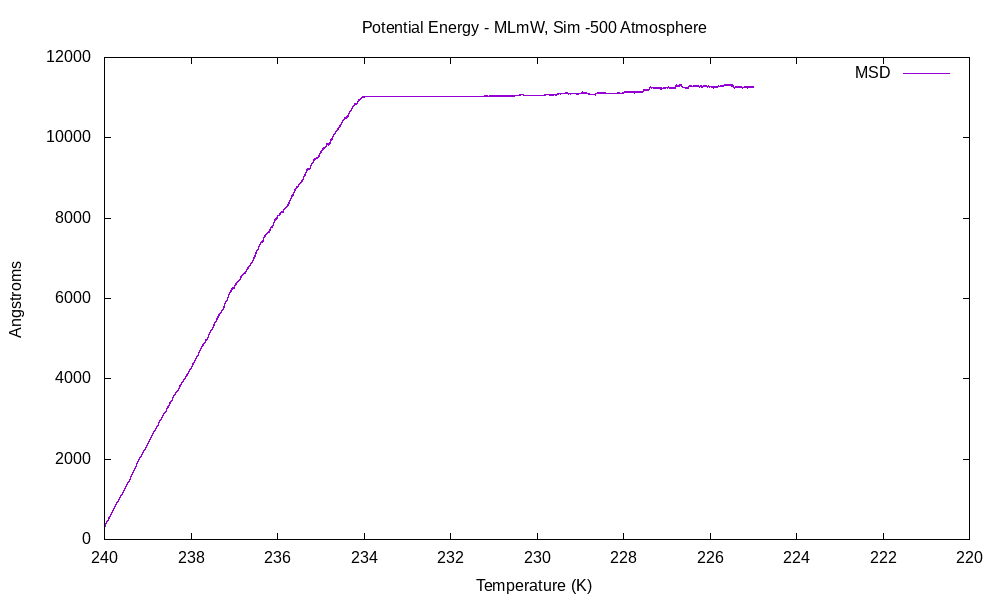 Potential Energy - MLmW, Sim -500 Atmosphere
MSD
12000
10000
8000
6000
4000
2000
0
Angstroms
240 238 236 234 232 230 228 226 224 222 220
Temperature (K)